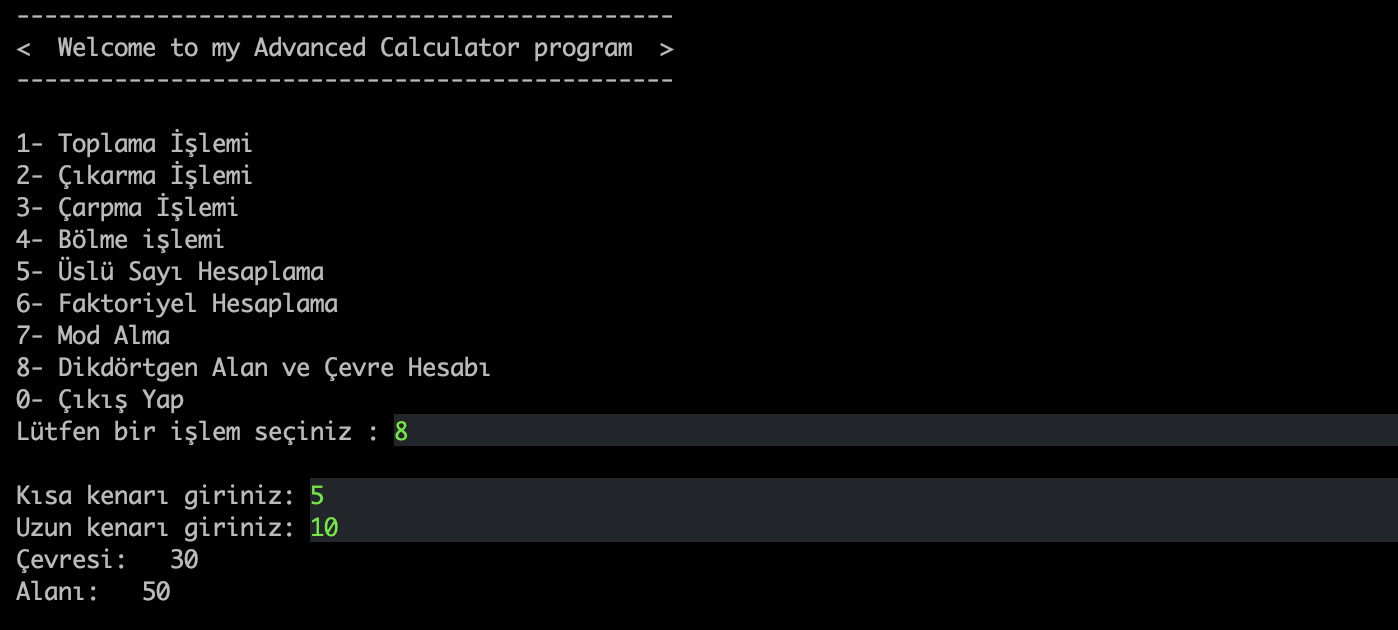 -----------------------------------------------
<  Welcome to my Advanced Calculator program  >
-----------------------------------------------
1- Toplama İşlemi
2- Çıkarma İşlemi
3- Çarpma İşlemi
4- Bölme işlemi
5- Üslü Sayı Hesaplama
6- Faktoriyel Hesaplama
7- Mod Alma
8- Dikdörtgen Alan ve Çevre Hesabı
0- Çıkış Yap
Lütfen bir işlem seçiniz : 8
Kısa kenarı giriniz: 5
Uzun kenarı giriniz: 10
Çevresi:   30
Alanı:   50